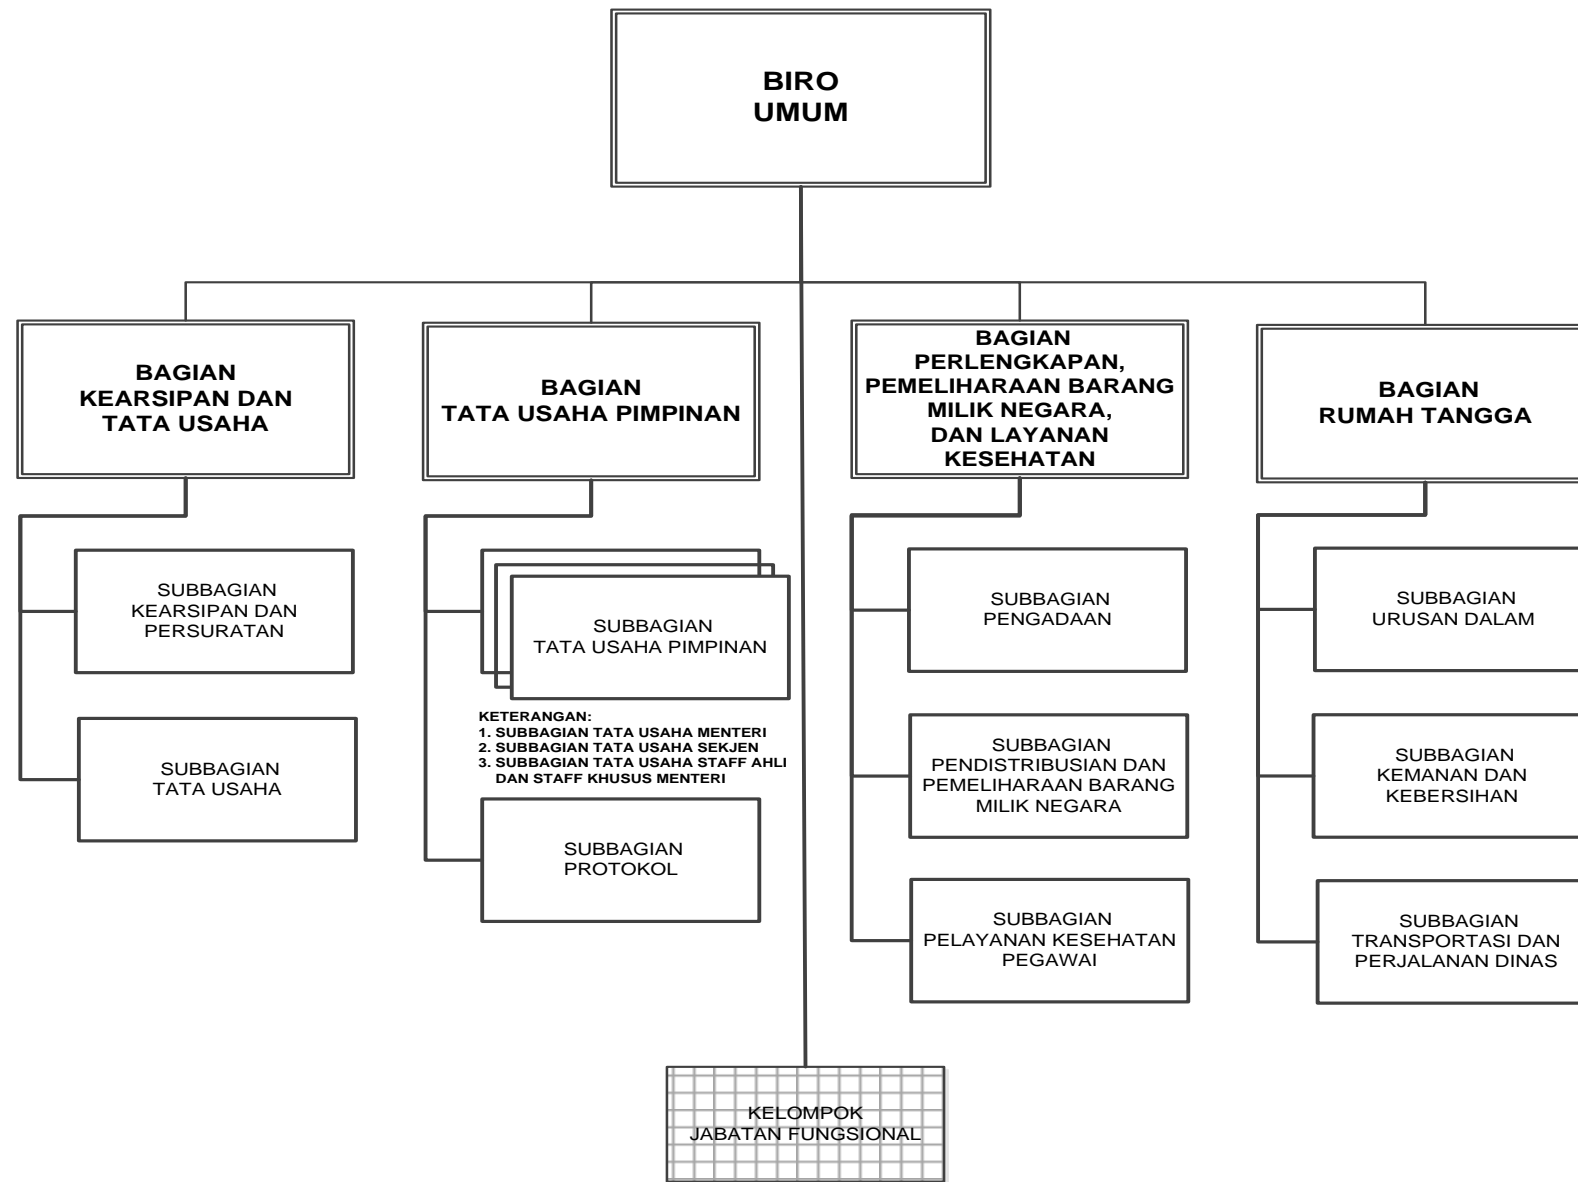 BIRO
UMUM
BAGIAN
KEARSIPAN DAN
TATA USAHA
BAGIAN
TATA USAHA PIMPINAN
BAGIAN
PERLENGKAPAN,
PEMELIHARAAN BARANG
MILIK NEGARA,
DAN LAYANAN
KESEHATAN
BAGIAN
RUMAH TANGGA
SUBBAGIAN
KEARSIPAN DAN
PERSURATAN
SUBBAGIAN
TATA USAHA
SUBBAGIAN
TATA USAHA PIMPINAN
KETERANGAN:
1. SUBBAGIAN TATA USAHA MENTERI
2. SUBBAGIAN TATA USAHA SEKJEN
3. SUBBAGIAN TATA USAHA STAFF AHLI
DAN STAFF KHUSUS MENTERI
SUBBAGIAN
PROTOKOL
SUBBAGIAN
PENGADAAN
SUBBAGIAN
PENDISTRIBUSIAN DAN
PEMELIHARAAN BARANG
MILIK NEGARA
SUBBAGIAN
PELAYANAN KESEHATAN
PEGAWAI
SUBBAGIAN
URUSAN DALAM
SUBBAGIAN
KEMANAN DAN
KEBERSIHAN
SUBBAGIAN
TRANSPORTASI DAN
PERJALANAN DINAS
KELOMPOK
JABATAN FUNGSIONAL